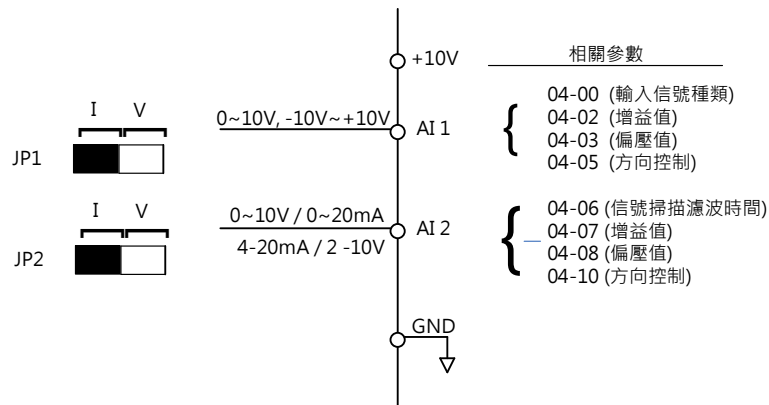 +10V
相關參數
I V
JP1
0~10V, -10V~+10V
AI 1
04-00 (輸入信號種類)
04-02 (增益值)
04-03 (偏壓值)
04-05 (方向控制)
I V
JP2
0~10V / 0~20mA
4-20mA / 2 -10V
AI 2
04-06 (信號掃描濾波時間)
04-07 (增益值)
04-08 (偏壓值)
04-10 (方向控制)
GND